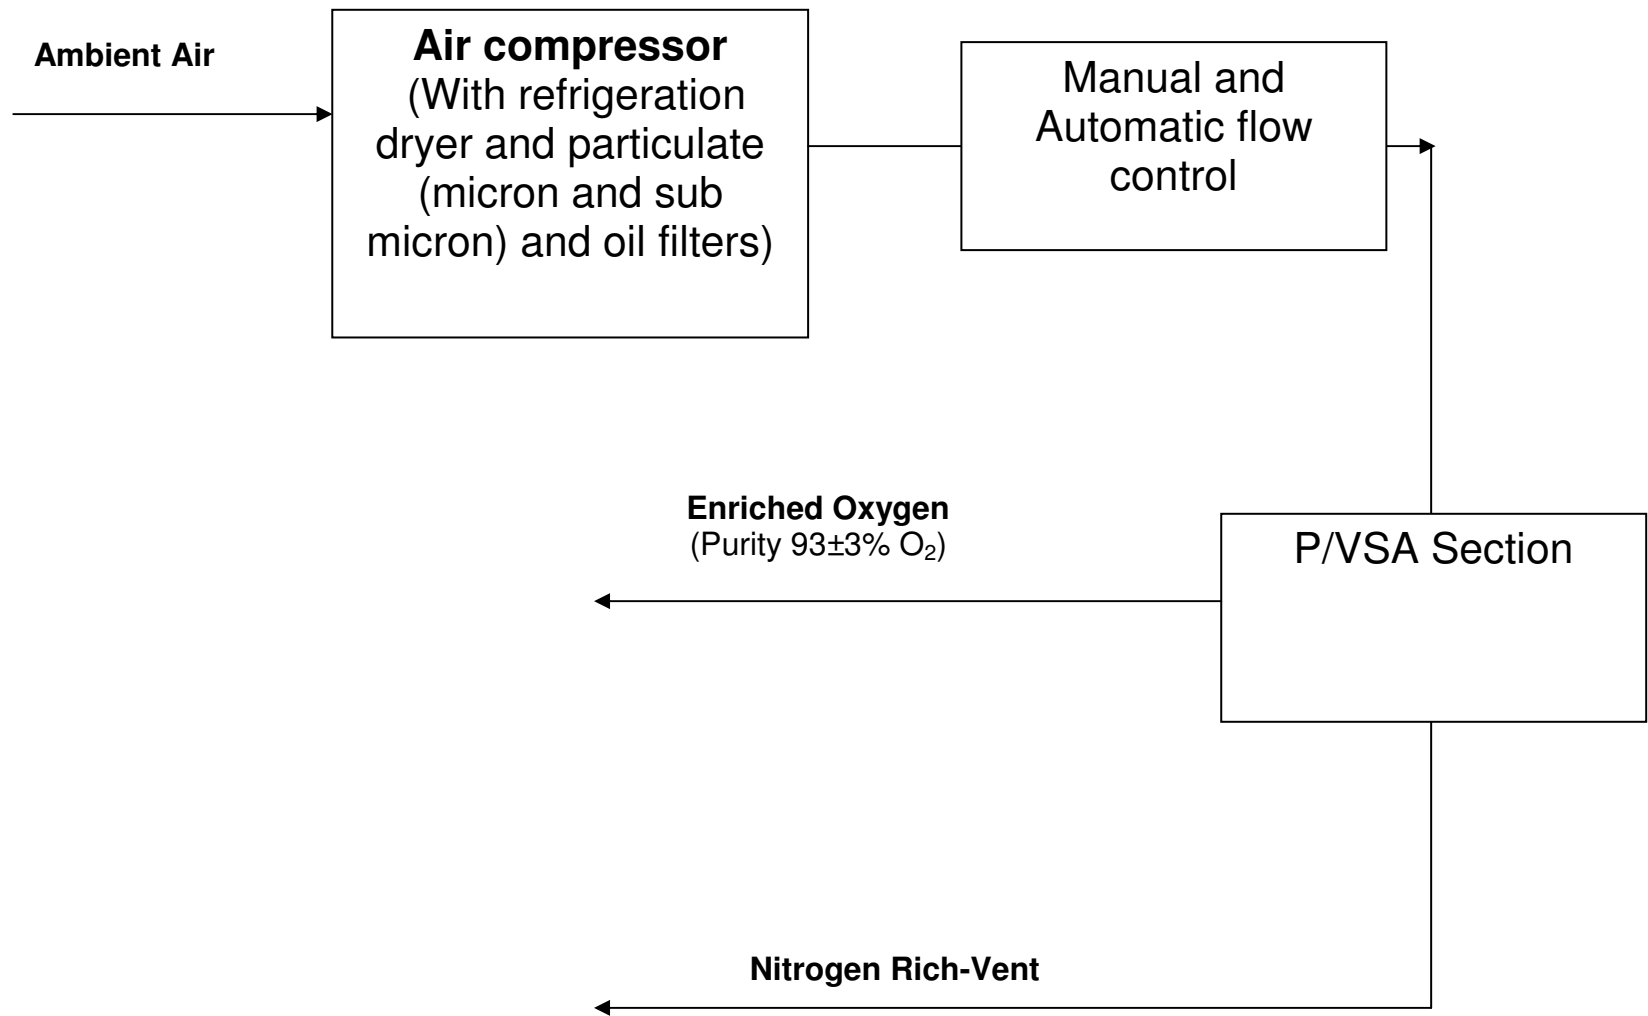 Ambient Air
Air compressor
(With refrigeration
dryer and particulate
(micron and sub
micron) and oil filters)
Manual and
Automatic flow
control
Enriched Oxygen
(Purity 93±3% O₂)
P/VSA Section
Nitrogen Rich-Vent